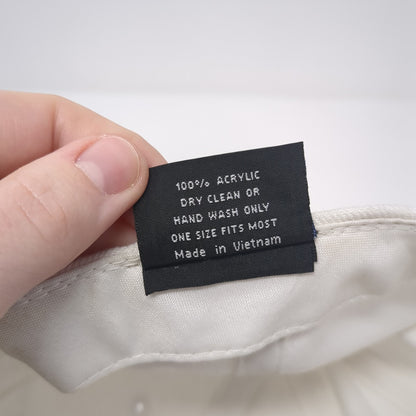 100% ACRYLIC
DRY CLEAN OR
HAND WASH ONLY
ONE SIZE FITS MOST
Made in Vietnam